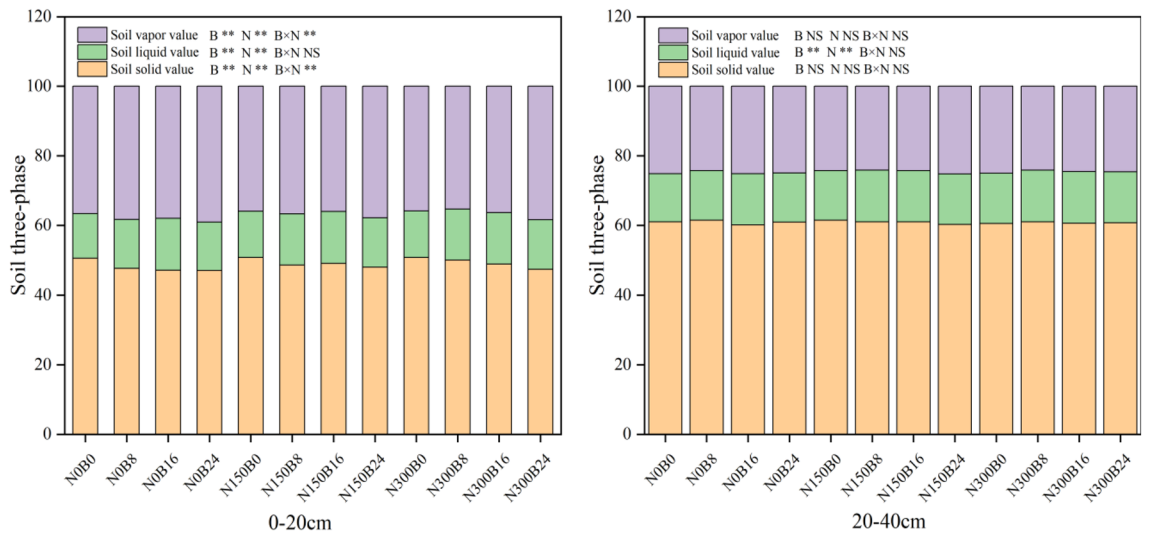 120
100
80
60
40
20
0
Soil three-phase
Soil vapor value B ** N ** B×N **
Soil liquid value B ** N ** B×N NS
Soil solid value B ** N ** B×N **
N0B0
N0B8
N0B16
N0B24
N150B0
N150B8
N150B16
N150B24
N300B0
N300B8
N300B16
N300B24
0-20cm
120
100
80
60
40
20
0
Soil three-phase
Soil vapor value B NS N NS B×N NS
Soil liquid value B ** N ** B×N NS
Soil solid value B NS N NS B×N NS
N0B0
N0B8
N0B16
N0B24
N150B0
N150B8
N150B16
N150B24
N300B0
N300B8
N300B16
N300B24
20-40cm